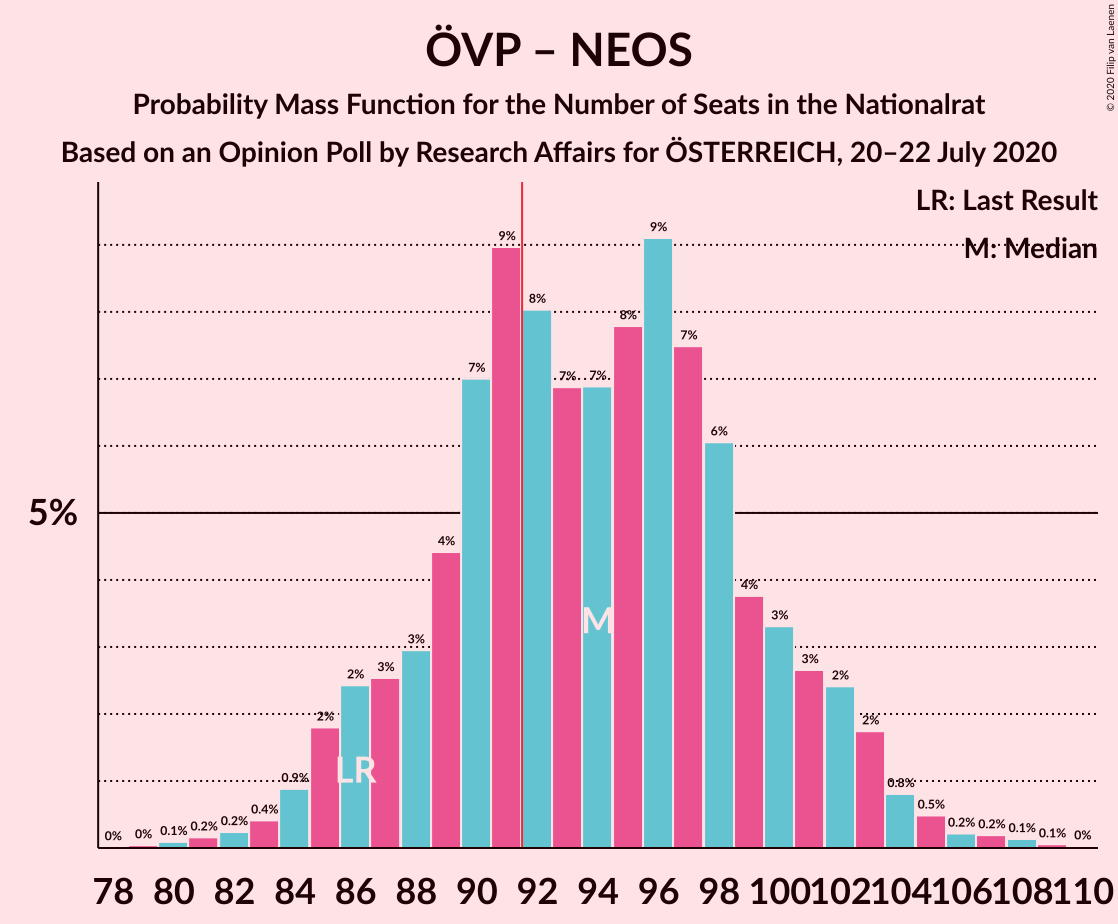 ÖVP – NEOS
Probability Mass Function for the Number of Seats in the Nationalrat
Based on an Opinion Poll by Research Affairs for ÖSTERREICH, 20–22 July 2020
© 2020 Filip van Laenen
LR: Last Result
M: Median
5%
0% 0% 0.1% 0.2% 0.2% 0.4% 0.9% 2% 2% 3% 3% 4% 7% 9% 8% 7% 7% 8% 9% 7% 6% 4% 3% 3% 2% 2% 0.8% 0.5% 0.2% 0.2% 0.1% 0.1% 0%
M
LR
78 80 82 84 86 88 90 92 94 96 98 100 102 104 106 108 110